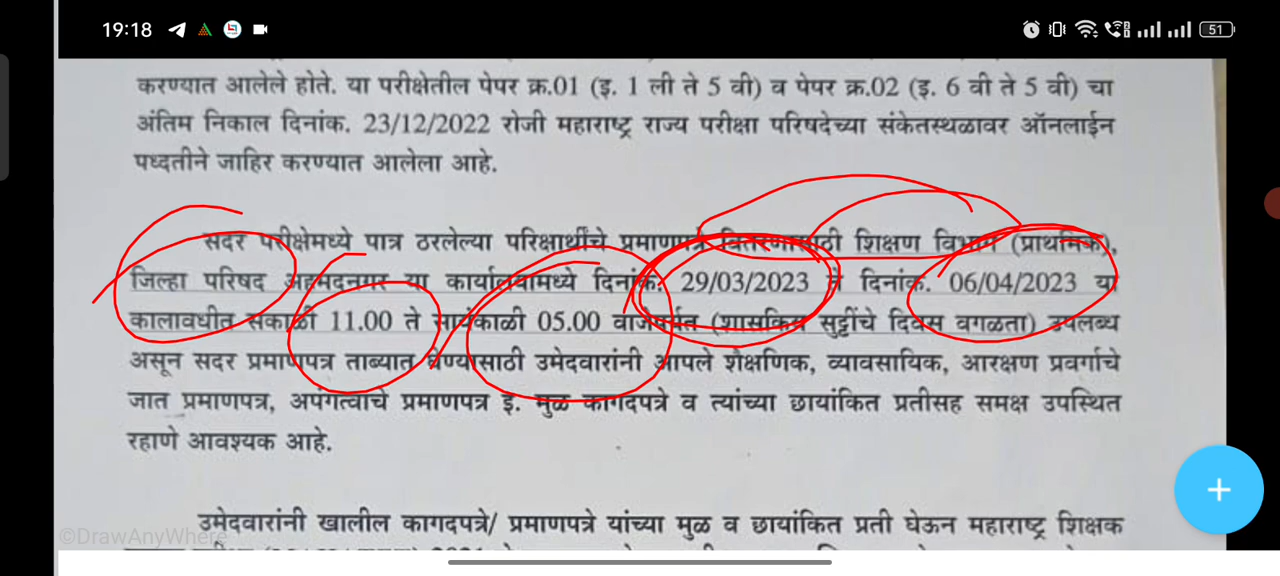 19:18
51
करण्यात आलेले होते. या परीक्षेतील पेपर क्र.01 (इ. 1 ली ते 5 वी) व पेपर क्र.02 (इ. 6 वी ते 5 वी) चा
अंतिम निकाल दिनांक. 23/12/2022 रोजी महाराष्ट्र राज्य परीक्षा परिषदेच्या संकेतस्थळावर ऑनलाईन
पध्दतीने जाहिर करण्यात आलेला आहे.
सदर परीक्षेमध्ये पात्र ठरलेल्या परिक्षार्थींचे प्रमाणपत्रे वितरणासाठी शिक्षण विभाग (प्राथमिक),
जिल्हा परिषद अहमदनगर या कार्यालयामध्ये दिनांक. 29/03/2023 ते दिनांक. 06/04/2023 या
कालावधीत सकाळी 11.00 ते सायंकाळी 05.00 वाजेपर्यंत (शासकिय सुट्टींचे दिवस वगळता) उपलब्ध
असून सदर प्रमाणपत्र ताब्यात घेण्यासाठी उमेदवारांनी आपले शैक्षणिक, व्यावसायिक, आरक्षण प्रवर्गाचे
जात प्रमाणपत्र, अपंगत्वाचे प्रमाणपत्र इ. मुळ कागदपत्रे व त्यांच्या छायांकित प्रतीसह समक्ष उपस्थित
रहाणे आवश्यक आहे.
उमेदवारांनी खालील कागदपत्रे/ प्रमाणपत्रे यांच्या मुळ व छायांकित प्रती घेऊन महाराष्ट्र शिक्षक
©DrawAnyWhere